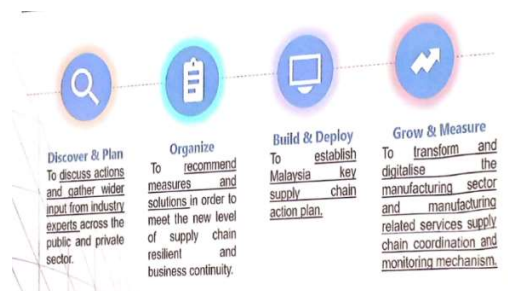 Discover & Plan
To discuss actions
and gather wider
input from industry
experts across the
public and private
sector.
Organize
To recommend
measures and
solutions in order to
meet the new level
of supply chain
resilient and
business continuity.
Build & Deploy
To establish
Malaysia key
supply chain
action plan.
Grow & Measure
To transform and
digitalise the
manufacturing sector
and manufacturing
related services supply
chain coordination and
monitoring mechanism.